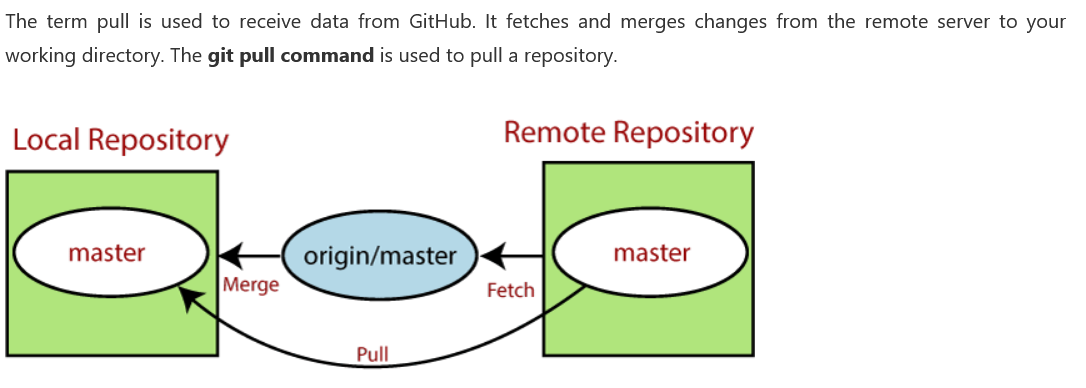 The term pull is used to receive data from GitHub. It fetches and merges changes from the remote server to your
working directory. The git pull command is used to pull a repository.
Local Repository
Remote Repository
master
origin/master
master
Merge
Fetch
Pull